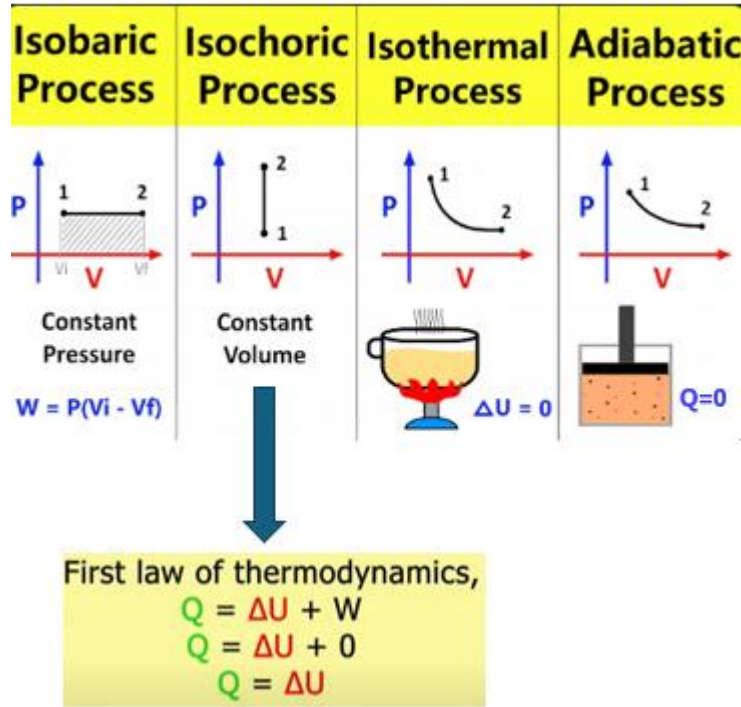 Isobaric
Process
Isochoric
Process
Isothermal
Process
Adiabatic
Process
P
1
2
Vi
V
Vf
P
2
1
V
P
1
2
V
P
1
2
V
Constant
Pressure
W = P(Vi - Vf)
Constant
Volume
ΔU = 0
Q=0
First law of thermodynamics,
Q = ΔU + W
Q = ΔU + 0
Q = ΔU